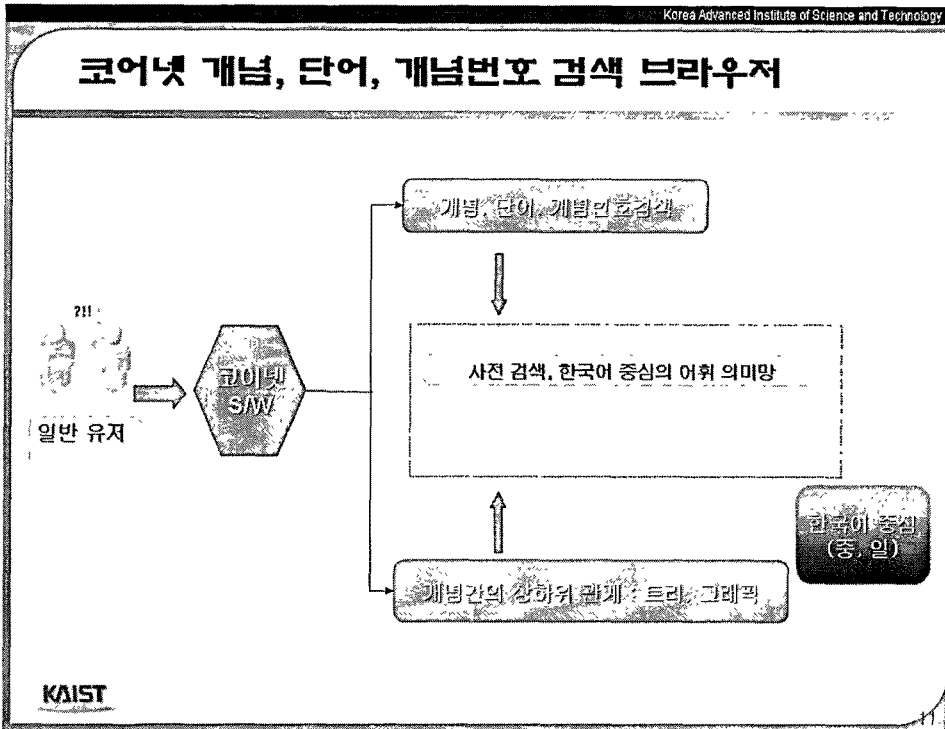 Korea Advanced Institute of Science and Technology
코어넷 개념, 단어, 개념번호 검색 브라우저
개념, 단어, 개념번호검색
?!!
코어넷
S/W
일반 유저
사전 검색, 한국어 중심의 어휘 의미망
한국어 중심
(중, 일)
개념간의 상하위 관계 : 트리, 그래픽
KAIST
11